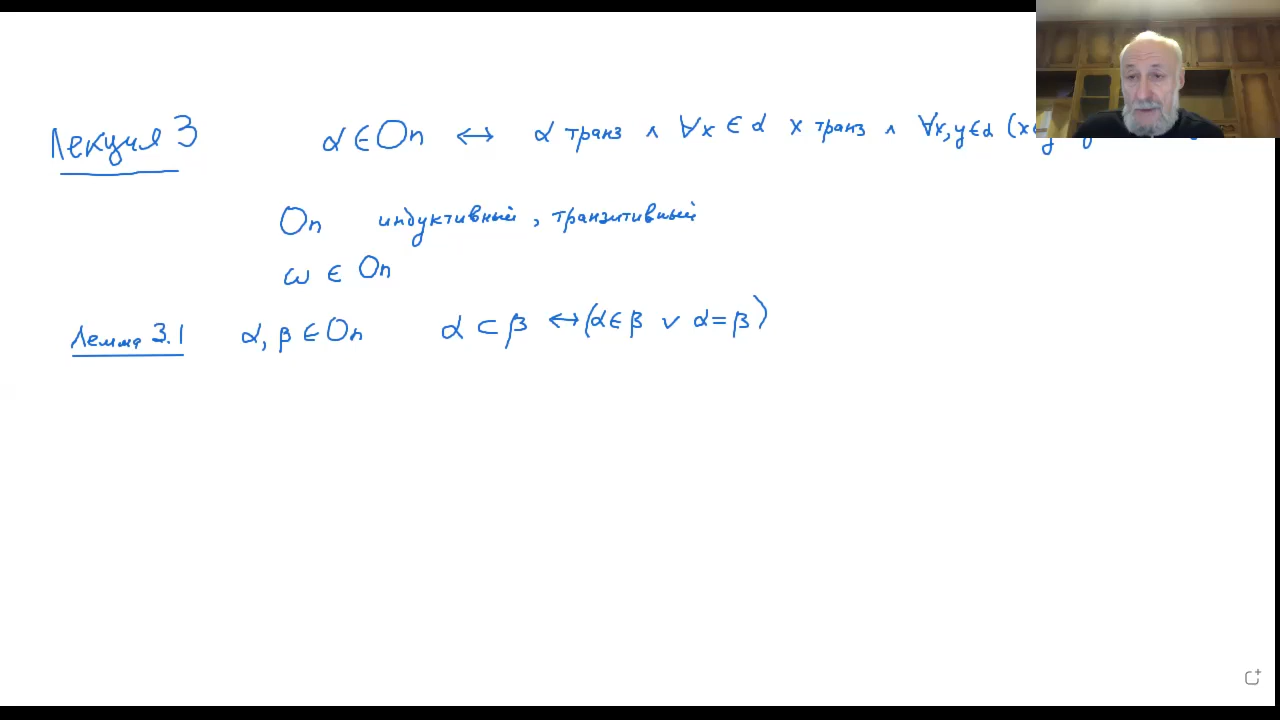 Лекция 3 α ∈ On ↔ α транз ∧ ∀x ∈ α x транз ∧ ∀x, y ∈ α (x
On индуктивный, транзитивный
ω ∈ On
Лемма 3.1 α, β ∈ On α ⊂ β ↔ (α ∈ β ∨ α = β)